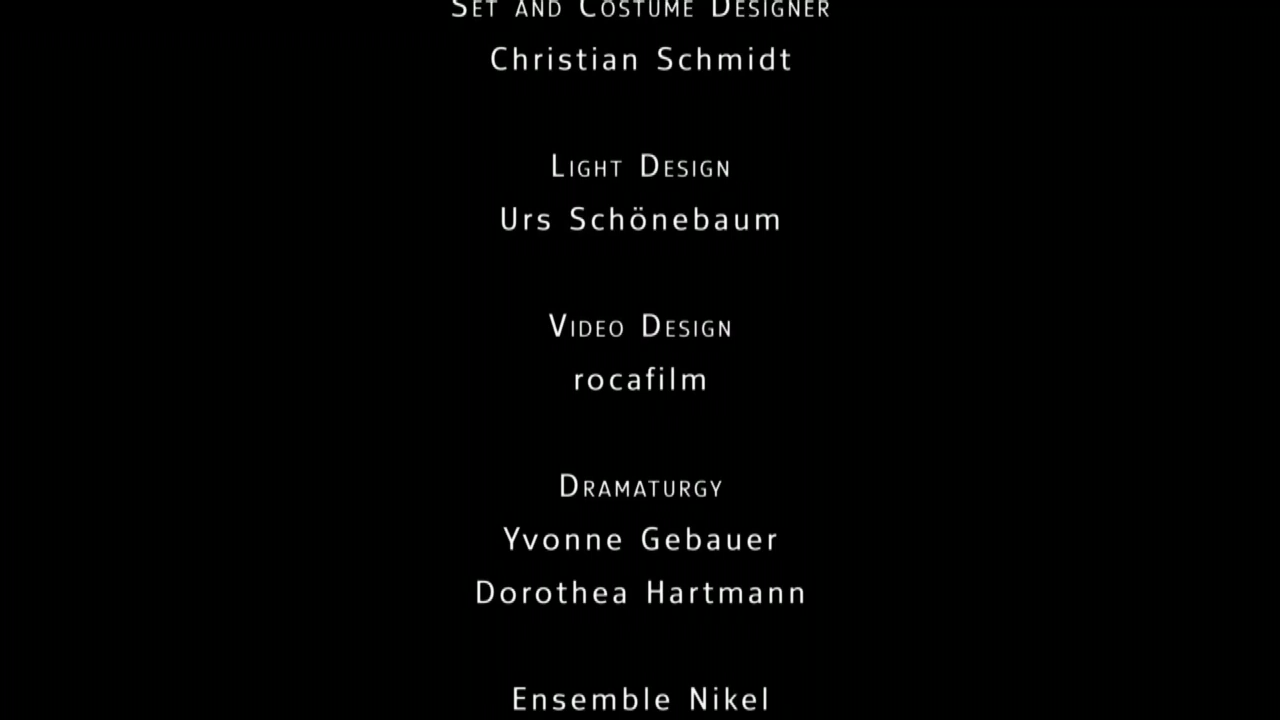 Set and Costume Designer
Christian Schmidt
Light Design
Urs Schönebaum
Video Design
rocafilm
Dramaturgy
Yvonne Gebauer
Dorothea Hartmann
Ensemble Nikel